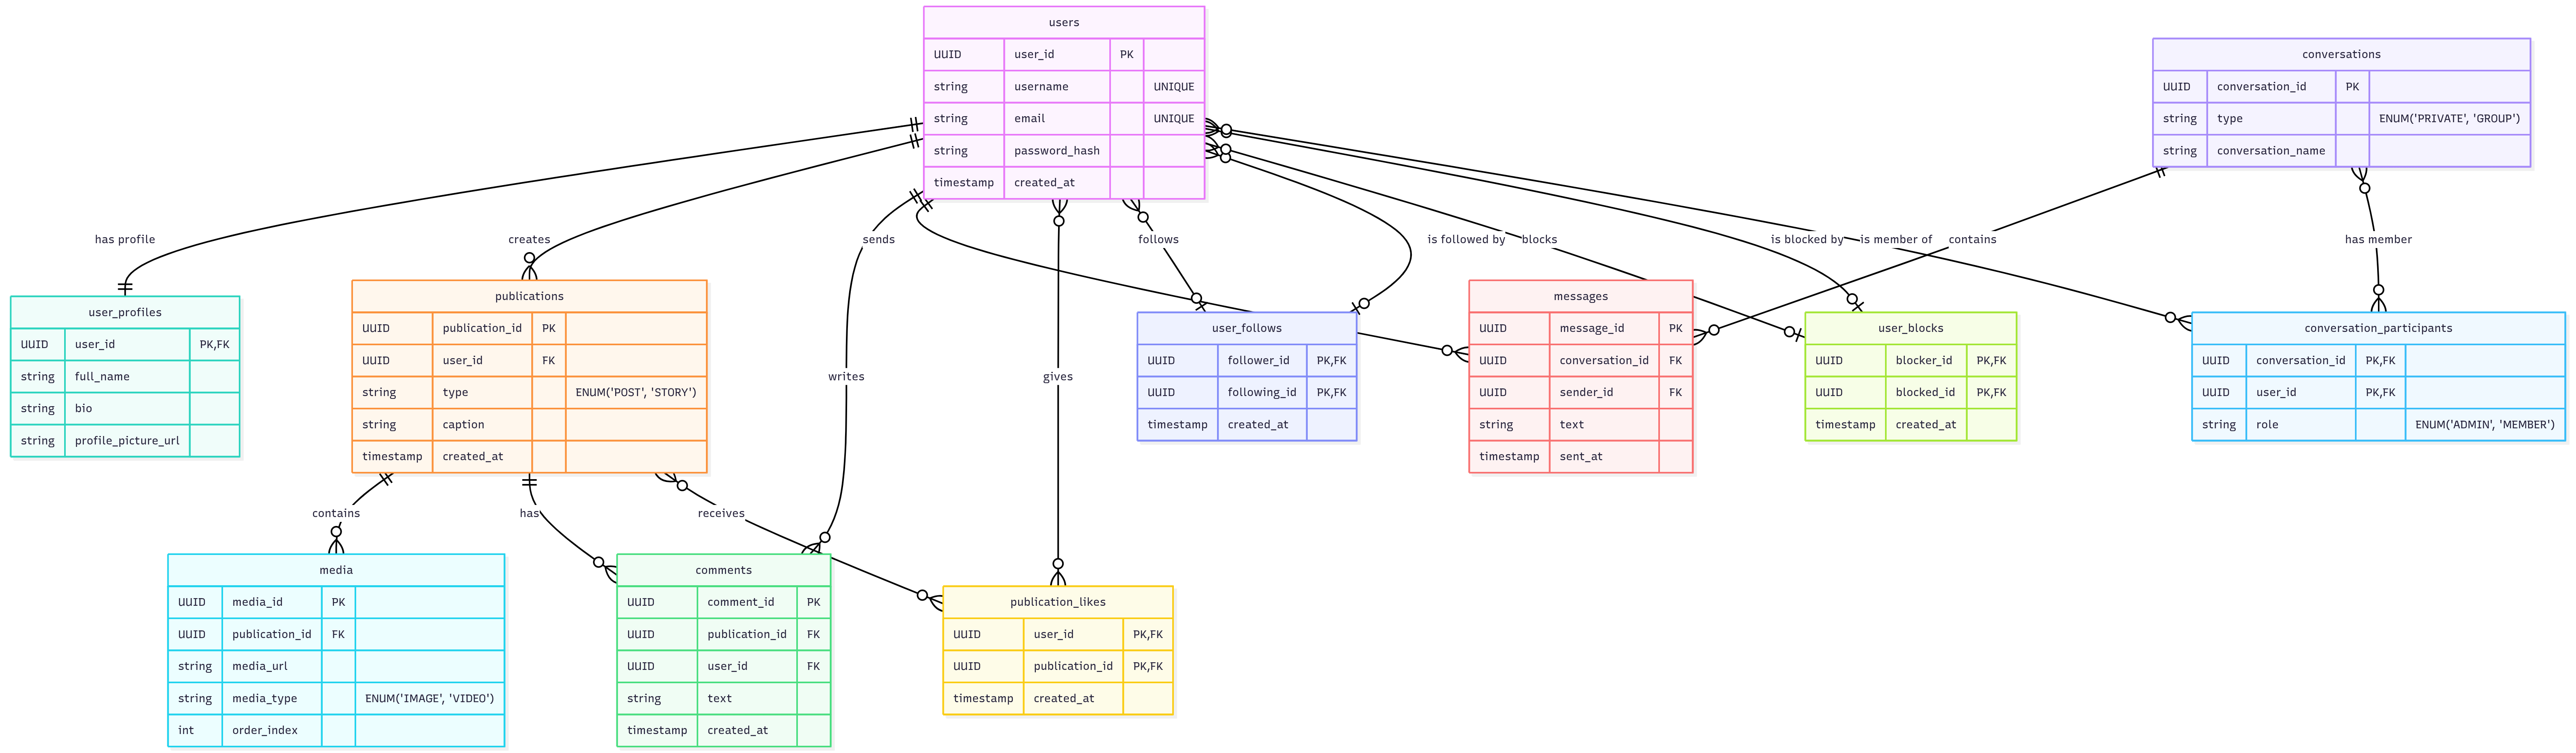 users
UUID user_id PK
string username UNIQUE
string email UNIQUE
string password_hash
timestamp created_at
conversations
UUID conversation_id PK
string type ENUM('PRIVATE', 'GROUP')
string conversation_name
has profile
creates
sends
follows
is followed by
blocks
is blocked by
is member of
contains
has member
user_profiles
UUID user_id PK,FK
string full_name
string bio
string profile_picture_url
publications
UUID publication_id PK
UUID user_id FK
string type ENUM('POST', 'STORY')
string caption
timestamp created_at
writes
gives
user_follows
UUID follower_id PK,FK
UUID following_id PK,FK
timestamp created_at
messages
UUID message_id PK
UUID conversation_id FK
UUID sender_id FK
string text
timestamp sent_at
user_blocks
UUID blocker_id PK,FK
UUID blocked_id PK,FK
timestamp created_at
conversation_participants
UUID conversation_id PK,FK
UUID user_id PK,FK
string role ENUM('ADMIN', 'MEMBER')
contains
has
receives
media
UUID media_id PK
UUID publication_id FK
string media_url
string media_type ENUM('IMAGE', 'VIDEO')
int order_index
comments
UUID comment_id PK
UUID publication_id FK
UUID user_id FK
string text
timestamp created_at
publication_likes
UUID user_id PK,FK
UUID publication_id PK,FK
timestamp created_at